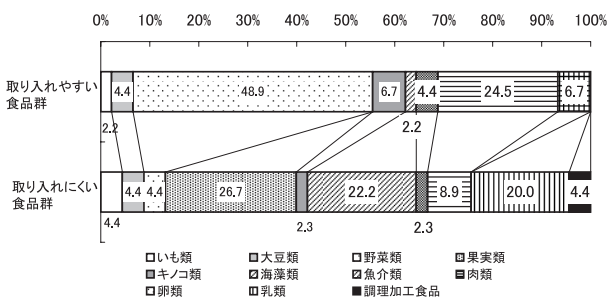 0% 10% 20% 30% 40% 50% 60% 70% 80% 90% 100%
取り入れやすい
食品群
4.4 48.9 6.7 4.4 24.5 6.7
2.2 2.2
取り入れにくい
食品群
4.4 4.4 26.7 22.2 8.9 20.0 4.4
4.4 2.3 2.3
いも類 大豆類 野菜類 果実類
キノコ類 海藻類 魚介類 肉類
卵類 乳類 調理加工食品